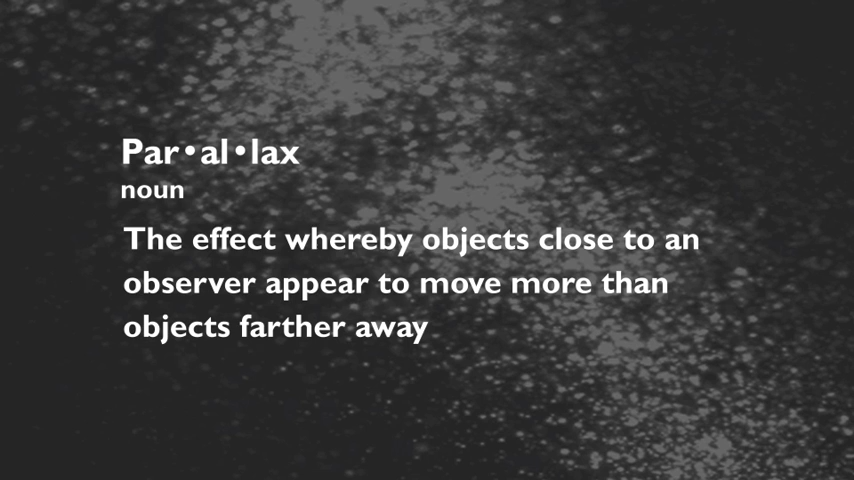 Par•al•lax
noun
The effect whereby objects close to an
observer appear to move more than
objects farther away